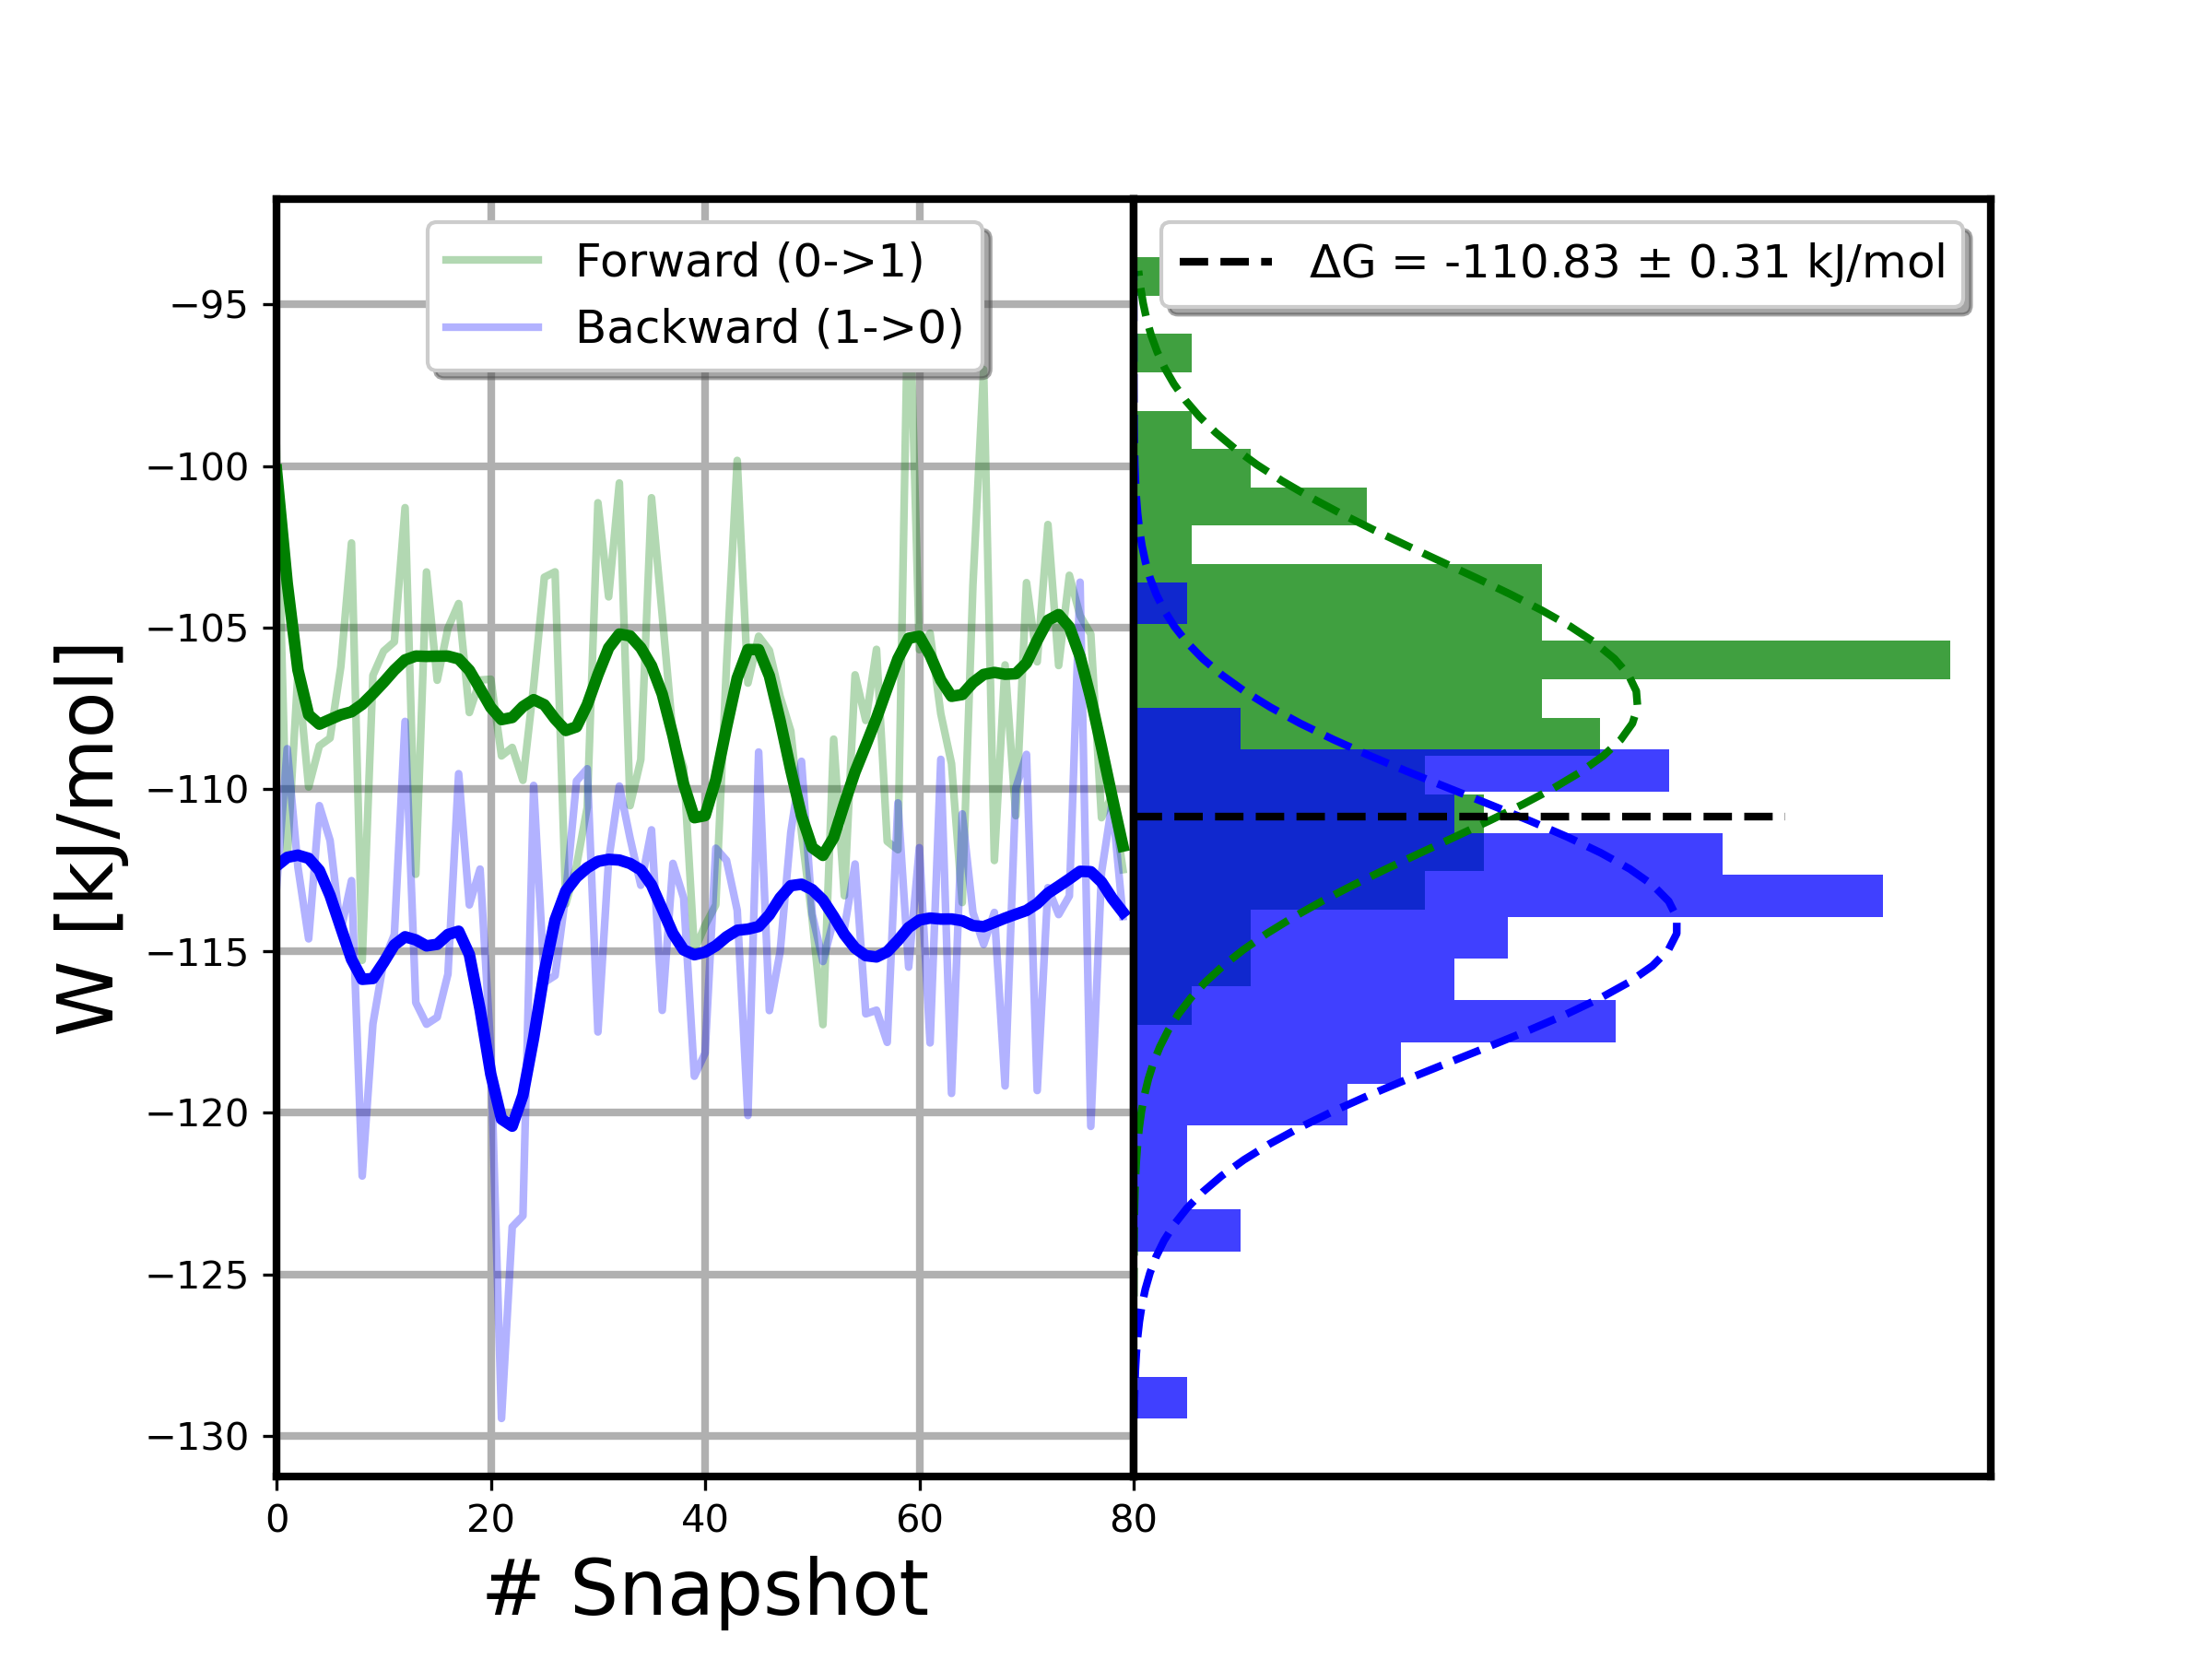 Forward (0->1)
Backward (1->0)
ΔG = -110.83 ± 0.31 kJ/mol
W [kJ/mol]
−95
−100
−105
−110
−115
−120
−125
−130
0 20 40 60 80
# Snapshot